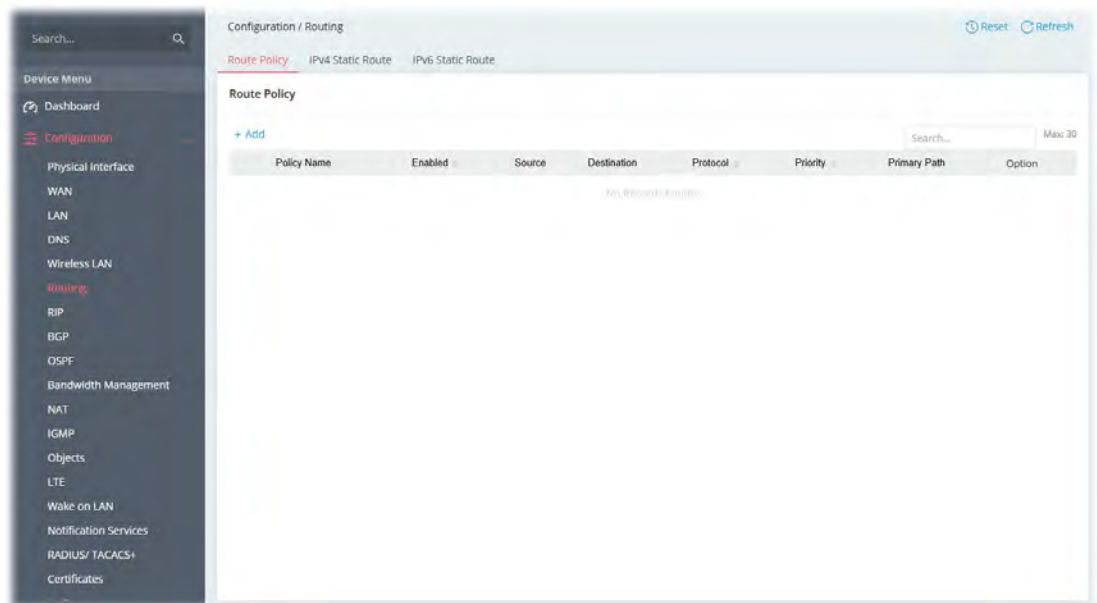 Search...
Device Menu
Dashboard
Configuration
Physical Interface
WAN
LAN
DNS
Wireless LAN
Routing
RIP
BGP
OSPF
Bandwidth Management
NAT
IGMP
Objects
LTE
Wake on LAN
Notification Services
RADIUS/ TACACS+
Certificates
Configuration / Routing
Reset Refresh
Route Policy IPv4 Static Route IPv6 Static Route
Route Policy
+ Add
Search... Max: 30
Policy Name Enabled Source Destination Protocol Priority Primary Path Option
No Records